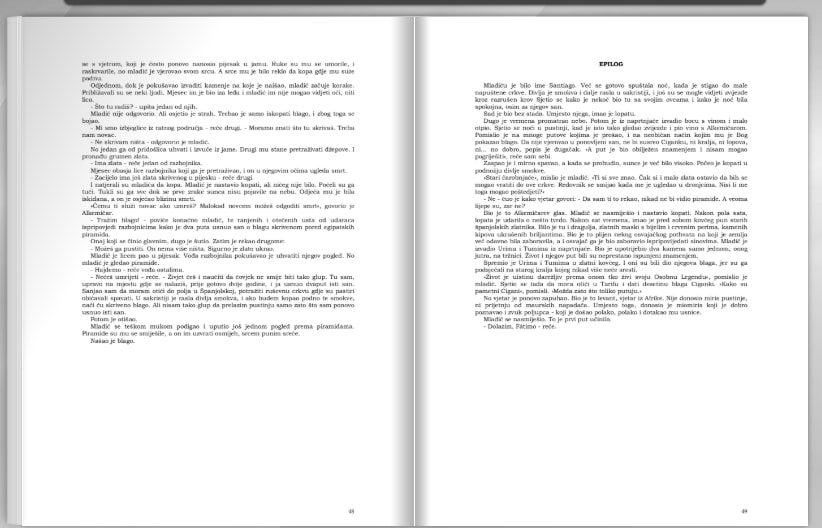 se s vjetrom, koji je često ponovo nanosio pijesak u jamu. Ruke su mu se umorile, i
raskrvarile, no mladić je vjerovao svom srcu. A srce mu je bilo reklo da kopa gdje mu suze
padnu.
Odjednom, dok je pokušavao izvaditi kamenje na koje je naišao, mladić začuje korake.
Približavali su se neki ljudi. Mjesec im je bio iza leđa i mladić im nije mogao vidjeti oči, niti
lice.
- Što tu radiš? - upita jedan od njih.
Mladić nije odgovorio. Ali osjetio je strah. Trebao je samo iskopati blago, i zbog toga se
bojao.
- Mi smo izbjeglice iz ratnog područja - reče drugi. - Moramo znati što tu skrivaš. Treba
nam novac.
- Ne skrivam ništa - odgovorio je mladić.
No jedan ga od pridošlica uhvati i izvuče iz jame. Drugi mu stane pretraživati džepove. I
pronađu grumen zlata.
- Ima zlata - reče jedan od razbojnika.
Mjesec obasja lice razbojnika koji ga je pretraživao, i on u njegovim očima ugleda smrt.
- Zacijelo ima još zlata skrivenog u pijesku - reče drugi.
I natjerali su mladića da kopa. Mladić je nastavio kopati, ali ničeg nije bilo. Počeli su ga
tući. Tukli su ga sve dok se prve zrake sunca nisu pojavile na nebu. Odjeća mu je bila
iskidana, a on je osjećao blizinu smrti.
«Čemu ti služi novac ako umreš? Malokad novcem možeš odgoditi smrt», govorio je
Alkemičar.
- Tražim blago! - poviče konačno mladić, te ranjenih i otečenih usta od udaraca
ispripovjedi razbojnicima kako je dva puta usnuo san o blagu skrivenom pored egipatskih
piramida.
Onaj koji se činio glavnim, dugo je šutio. Zatim je rekao drugome:
- Možeš ga pustiti. On nema više ništa. Sigurno je zlato ukrao.
Mladić je licem pao u pijesak. Vođa razbojnika pokušavao je uhvatiti njegov pogled. No
mladić je gledao piramide.
- Hajdemo - reče vođa ostalima.
- Nećeš umrijeti - reče. - Živjet ćeš i naučiti da čovjek ne smije biti tako glup. Tu sam,
upravo na mjestu gdje se nalaziš, prije gotovo dvije godine, i ja usnuo dvaput isti san.
Sanjao sam da moram otići do polja u Španjolskoj, potražiti ruševnu crkvu gdje su pastiri
običavali spavati. U sakristiji je rasla divlja smokva, i ako budem kopao podno te smokve,
naći ću skriveno blago. Ali nisam tako glup da prelazim pustinju samo zato što sam ponovo
usnuo isti san.
Potom je otišao.
Mladić se teškom mukom podigao i uputio još jednom pogled prema piramidama.
Piramide su mu se smiješile, a on im uzvrati osmijeh, srcem punim sreće.
Našao je blago.
48
EPILOG
Mladiću je bilo ime Santiago. Već se gotovo spuštala noć, kada je stigao do male
napuštene crkve. Divlja je smokva i dalje rasla u sakristiji, i još su se mogle vidjeti zvijezde
kroz razrušen krov. Sjetio se kako je nekoć bio tu sa svojim ovcama i kako je noć bila
spokojna, osim za njegov san.
Sad je bio bez stada. Umjesto njega, imao je lopatu.
Dugo je vremena promatrao nebo. Potom je iz naprtnjače izvadio bocu s vinom i malo
otpio. Sjetio se noći u pustinji, kad je isto tako gledao zvijezde i pio vino s Alkemičarom.
Pomislio je na mnoge putove kojima je prošao, i na neobičan način kojim mu je Bog
pokazao blago. Da nije vjerovao u ponovljeni san, ne bi susreo Ciganku, ni kralja, ni lopova,
ni... no dobro, popis je dugačak. «A put je bio obilježen znamenjem i nisam mogao
pogriješiti», reče sam sebi.
Zaspao je i mirno spavao, a kada se probudio, sunce je već bilo visoko. Počeo je kopati u
podnožju divlje smokve.
«Stari čarobnjače», mislio je mladić. «Ti si sve znao. Čak si i malo zlata ostavio da bih se
mogao vratiti do ove crkve. Redovnik se smijao kada me je ugledao u dronjcima. Nisi li me
toga mogao poštedjeti?»
- Ne - čuo je kako vjetar govori: - Da sam ti to rekao, nikad ne bi vidio piramide. A veoma
lijepe su, zar ne?
Bio je to Alkemičarov glas. Mladić se nasmiješio i nastavio kopati. Nakon pola sata,
lopata je udarila o nešto tvrdo. Nakon sat vremena, imao je pred sobom kovčeg pun starih
španjolskih zlatnika. Bilo je tu i dragulja, zlatnih maski s bijelim i crvenim perima, kamenih
kipova ukrašenih briljantima. Bio je to plijen nekog osvajačkog pothvata na koji je zemlja
već odavno bila zaboravila, a i osvajač ga je bio zaboravio ispripovijedati sinovima. Mladić je
izvadio Urima i Tumima iz naprtnjače. Bio je upotrijebio dva kamena samo jednom, onog
jutra, na tržnici. Život i njegov put bili su neprestano ispunjeni znamenjem.
Spremio je Urima i Tumima u zlatni kovčeg. I oni su bili dio njegova blaga, jer su ga
podsjećali na starog kralja kojeg nikad više neće sresti.
«Život je uistinu darežljiv prema onom tko živi svoju Osobnu Legendu», pomislio je
mladić. Sjetio se tada da mora otići u Tarifu i dati desetinu blaga Ciganki. «Kako su
pametni Cigani», pomisli. «Možda zato što toliko putuju.»
No vjetar je ponovo zapuhao. Bio je to levant, vjetar iz Afrike. Nije donosio miris pustinje,
ni prijetnju od maurskih napadača. Umjesto toga, donosio je miomiris koji je dobro
poznavao i zvuk poljupca - koji je došao polako, polako i dotakao mu usnice.
Mladić se nasmiješio. To je prvi put učinila.
- Dolazim, Fátimo - reče.
49